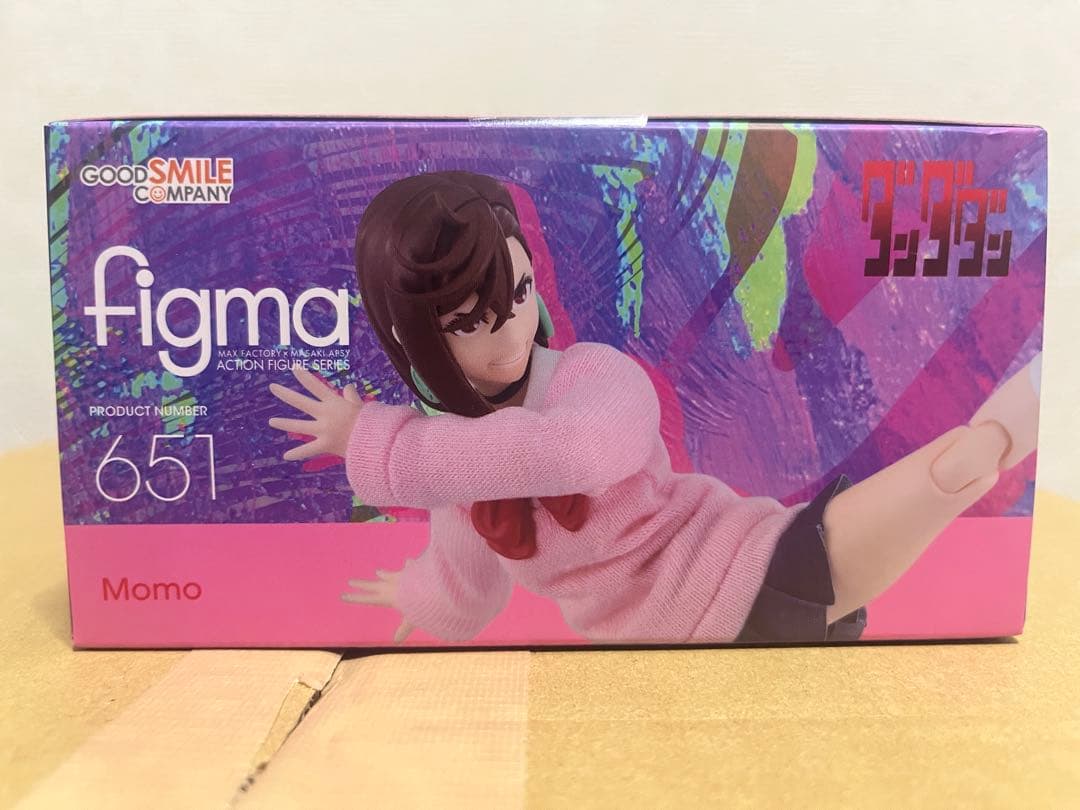 GOOD SMILE
COMPANY
ダンダダン
figma
MAX FACTORY × MASAKI APSY
ACTION FIGURE SERIES
PRODUCT NUMBER
651
Momo